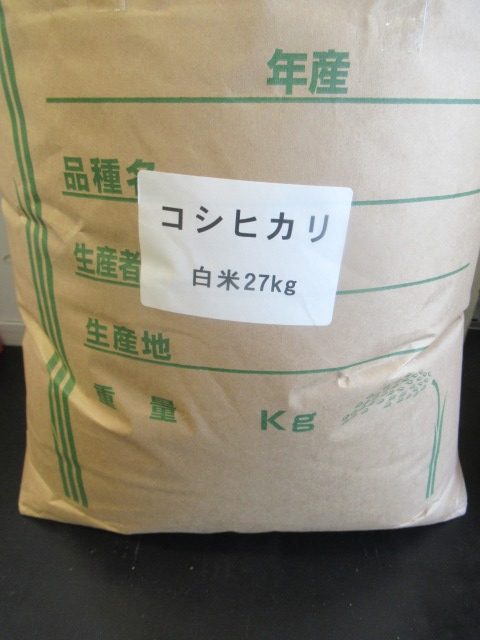 年産
品種名
コシヒカリ
白米27kg
生産者
生産地
重量 Kg